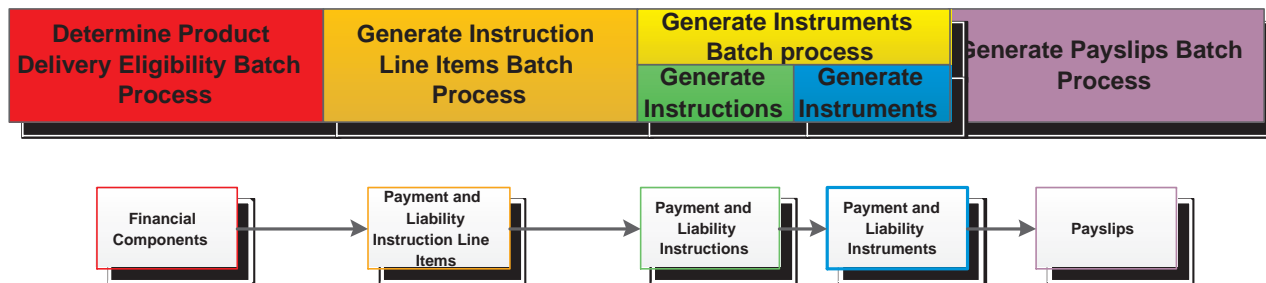 Determine Product
Delivery Eligibility Batch
Process
Generate Instruction
Line Items Batch
Process
Generate Instruments
Batch process
Generate
Instructions
Generate
Instruments
Generate Payslips Batch
Process
Financial
Components
Payment and
Liability
Instruction Line
Items
Payment and
Liability
Instructions
Payment and
Liability
Instruments
Payslips